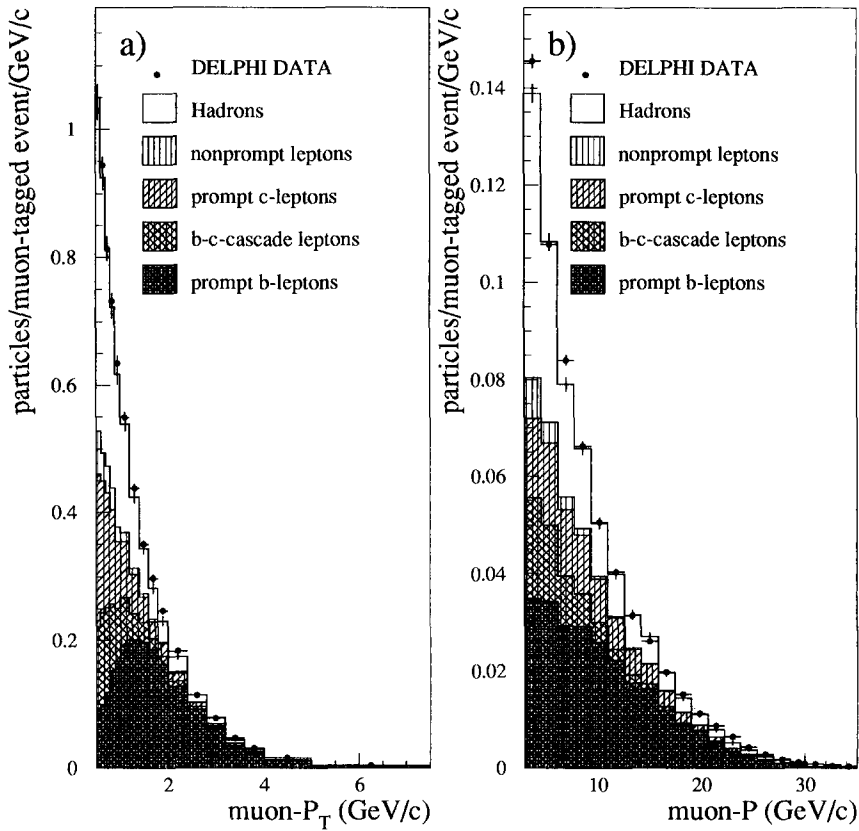 a)
DELPHI DATA
Hadrons
nonprompt leptons
prompt c-leptons
b-c-cascade leptons
prompt b-leptons
particles/muon-tagged event/GeV/c
1
0.8
0.6
0.4
0.2
0
2
4
6
muon-P_T (GeV/c)
b)
DELPHI DATA
Hadrons
nonprompt leptons
prompt c-leptons
b-c-cascade leptons
prompt b-leptons
particles/muon-tagged event/GeV/c
0.14
0.12
0.1
0.08
0.06
0.04
0.02
0
10
20
30
muon-P (GeV/c)